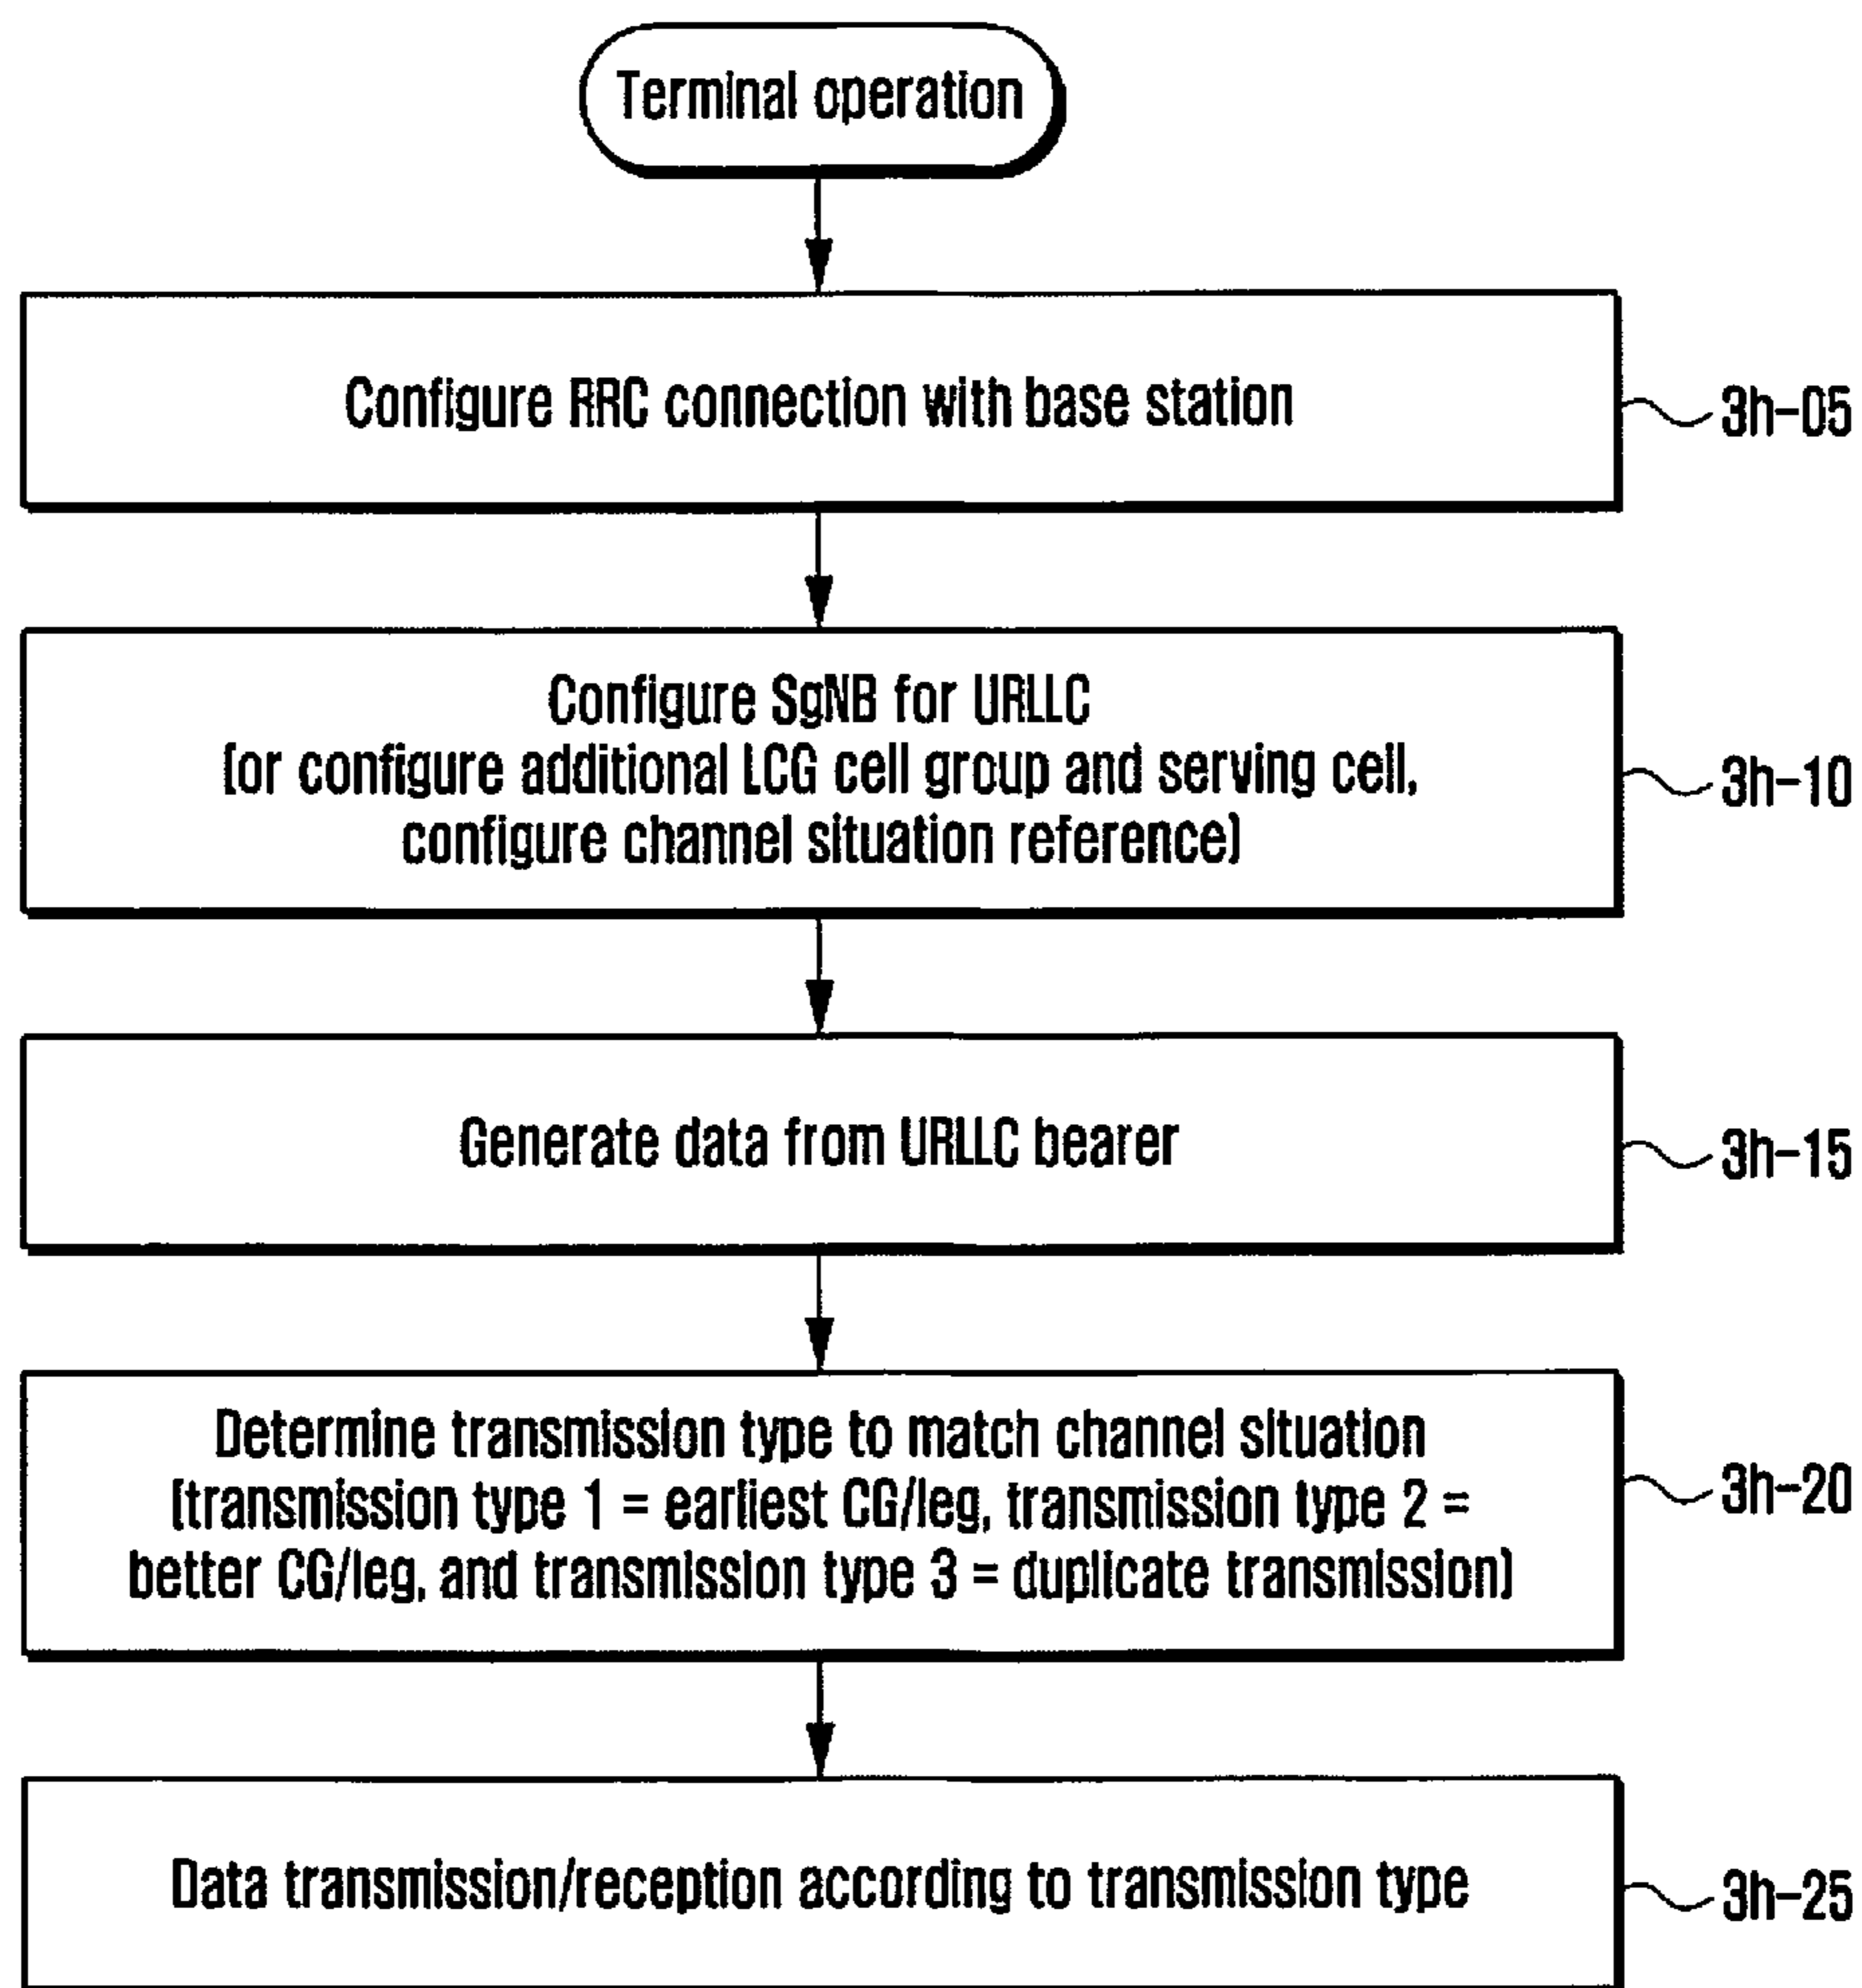 Terminal operation
Configure RRC connection with base station
3h-05
Configure SgNB for URLLC
(or configure additional LCG cell group and serving cell,
configure channel situation reference)
3h-10
Generate data from URLLC bearer
3h-15
Determine transmission type to match channel situation
(transmission type 1 = earliest CG/leg, transmission type 2 =
better CG/leg, and transmission type 3 = duplicate transmission)
3h-20
Data transmission/reception according to transmission type
3h-25